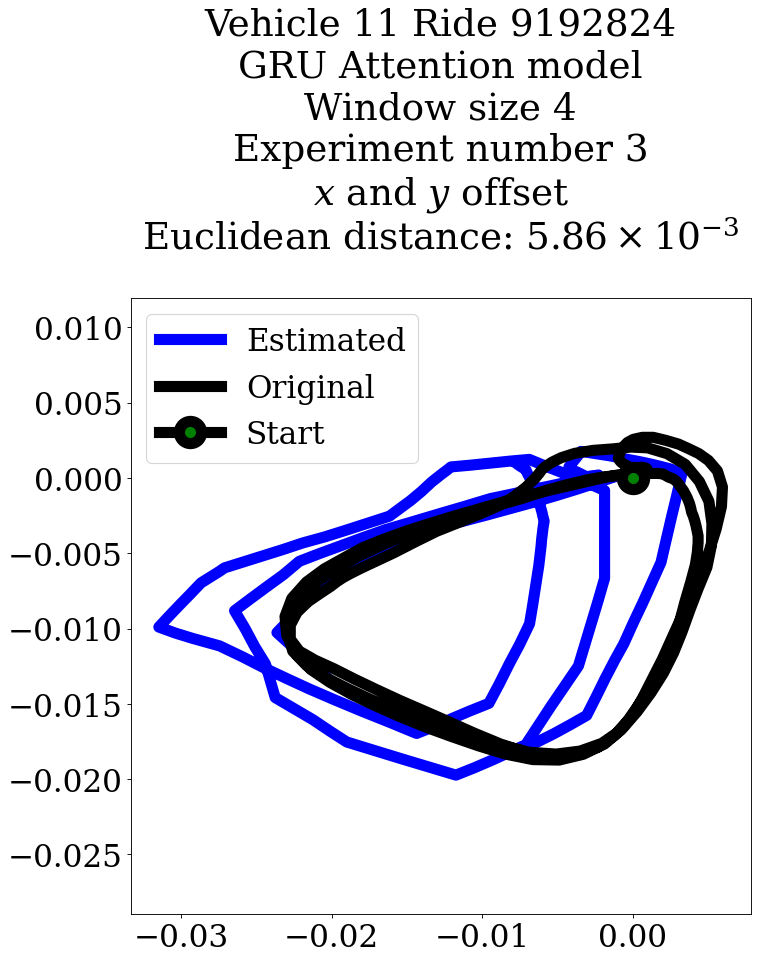 Vehicle 11 Ride 9192824
GRU Attention model
Window size 4
Experiment number 3
x and y offset
Euclidean distance: 5.86 × 10⁻³
Estimated
Original
Start
0.010
0.005
0.000
−0.005
−0.010
−0.015
−0.020
−0.025
−0.03 −0.02 −0.01 0.00